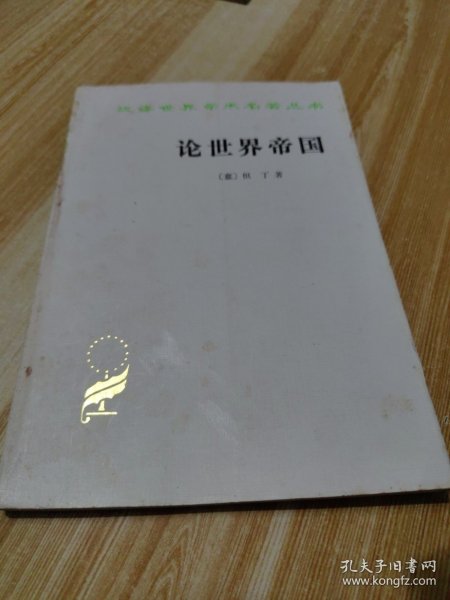 汉译世界学术名著丛书
论世界帝国
〔意〕但 丁 著
孔夫子旧书网
www.kongfz.com